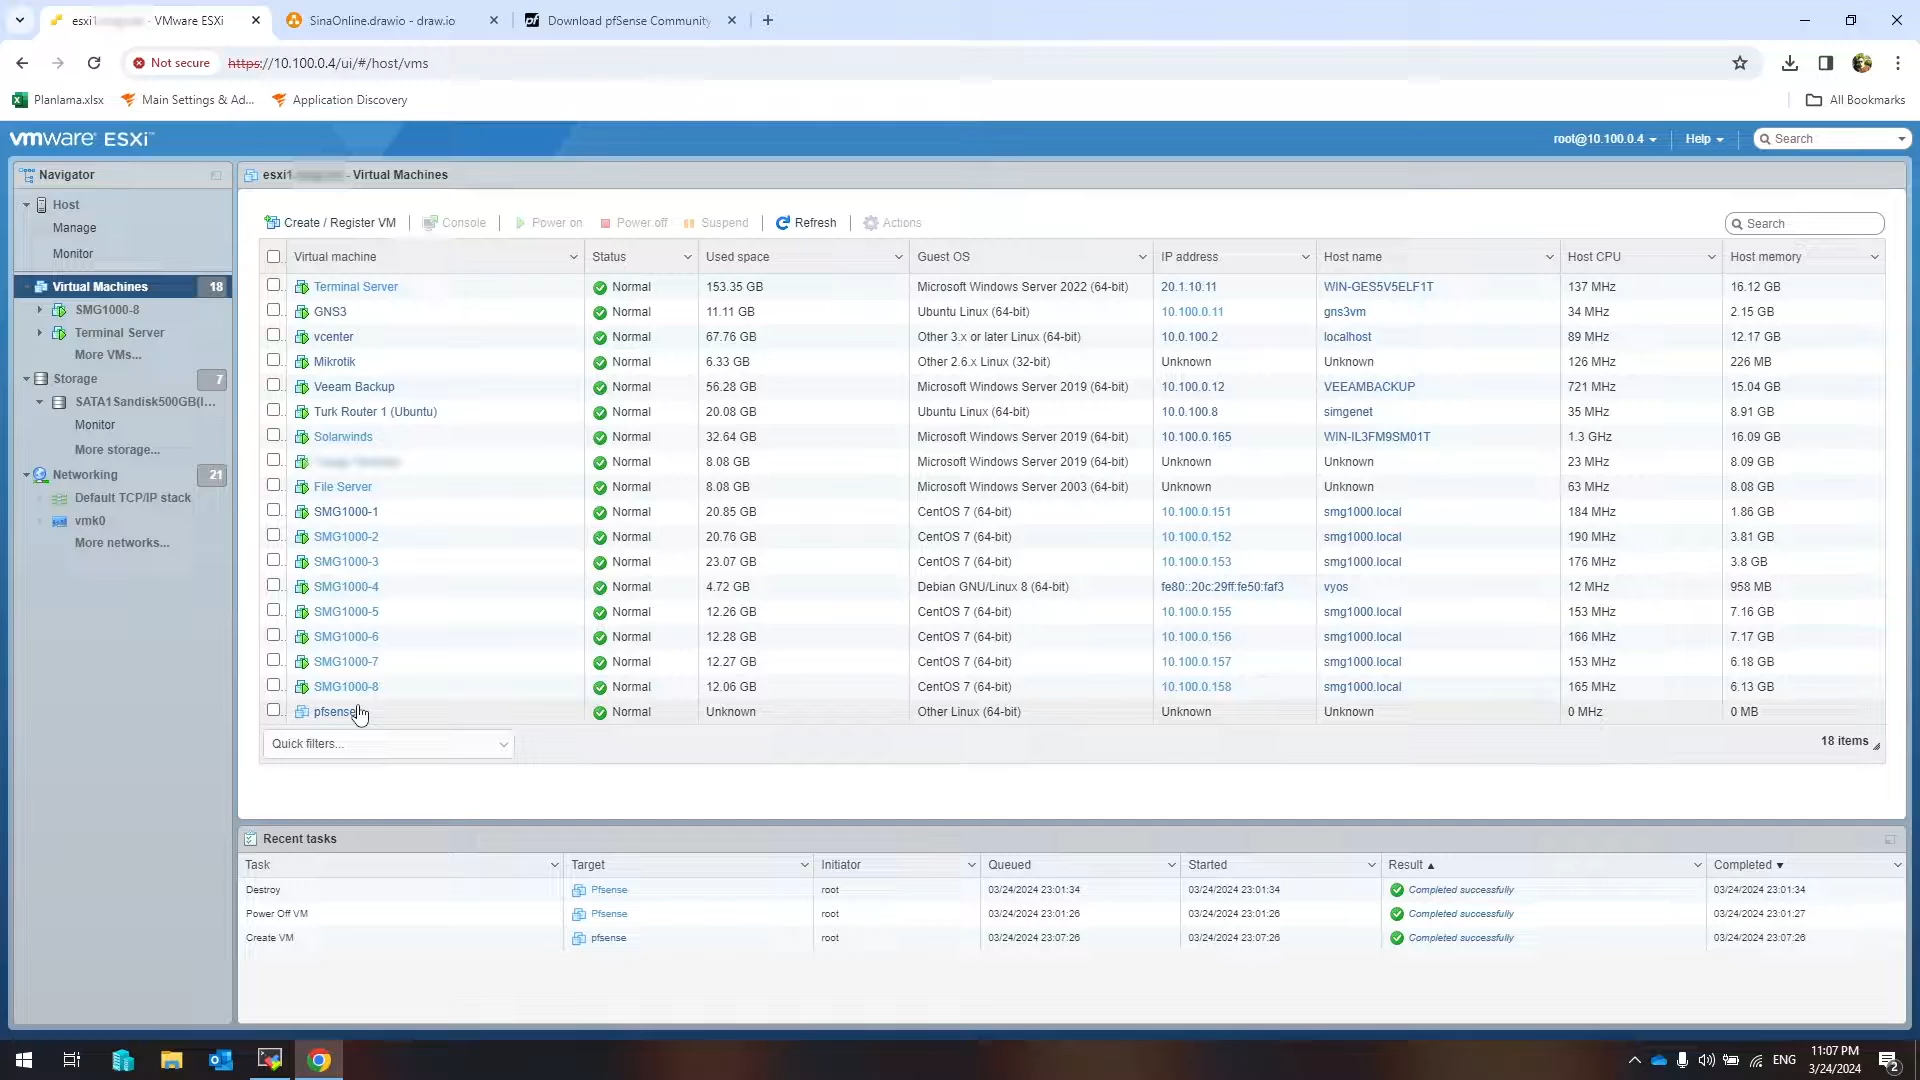 esxi1 - VMware ESXi
SinaOnline.drawio - draw.io
Download pfSense Community
Not secure
https://10.100.0.4/ui/#/host/vms
Planlama.xlsx
Main Settings & Ad...
Application Discovery
All Bookmarks
vmware ESXi™
root@10.100.0.4
Help
Search
Navigator
Host
Manage
Monitor
Virtual Machines 18
SMG1000-8
Terminal Server
More VMs...
Storage 7
SATA1Sandisk500GB(I...
Monitor
More storage...
Networking 21
Default TCP/IP stack
vmk0
More networks...
esxi1 - Virtual Machines
Create / Register VM Console Power on Power off Suspend Refresh Actions Search
Virtual machine Status Used space Guest OS IP address Host name Host CPU Host memory
Terminal Server Normal 153.35 GB Microsoft Windows Server 2022 (64-bit) 20.1.10.11 WIN-GES5V5ELF1T 137 MHz 16.12 GB
GNS3 Normal 11.11 GB Ubuntu Linux (64-bit) 10.100.0.11 gns3vm 34 MHz 2.15 GB
vcenter Normal 67.76 GB Other 3.x or later Linux (64-bit) 10.0.100.2 localhost 89 MHz 12.17 GB
Mikrotik Normal 6.33 GB Other 2.6.x Linux (32-bit) Unknown Unknown 126 MHz 226 MB
Veeam Backup Normal 56.28 GB Microsoft Windows Server 2019 (64-bit) 10.100.0.12 VEEAMBACKUP 721 MHz 15.04 GB
Turk Router 1 (Ubuntu) Normal 20.08 GB Ubuntu Linux (64-bit) 10.0.100.8 simgenet 35 MHz 8.91 GB
Solarwinds Normal 32.64 GB Microsoft Windows Server 2019 (64-bit) 10.100.0.165 WIN-IL3FM9SM01T 1.3 GHz 16.09 GB
Normal 8.08 GB Microsoft Windows Server 2019 (64-bit) Unknown Unknown 23 MHz 8.09 GB
File Server Normal 8.08 GB Microsoft Windows Server 2003 (64-bit) Unknown Unknown 63 MHz 8.08 GB
SMG1000-1 Normal 20.85 GB CentOS 7 (64-bit) 10.100.0.151 smg1000.local 184 MHz 1.86 GB
SMG1000-2 Normal 20.76 GB CentOS 7 (64-bit) 10.100.0.152 smg1000.local 190 MHz 3.81 GB
SMG1000-3 Normal 23.07 GB CentOS 7 (64-bit) 10.100.0.153 smg1000.local 176 MHz 3.8 GB
SMG1000-4 Normal 4.72 GB Debian GNU/Linux 8 (64-bit) fe80::20c:29ff:fe50:faf3 vyos 12 MHz 958 MB
SMG1000-5 Normal 12.26 GB CentOS 7 (64-bit) 10.100.0.155 smg1000.local 153 MHz 7.16 GB
SMG1000-6 Normal 12.28 GB CentOS 7 (64-bit) 10.100.0.156 smg1000.local 166 MHz 7.17 GB
SMG1000-7 Normal 12.27 GB CentOS 7 (64-bit) 10.100.0.157 smg1000.local 153 MHz 6.18 GB
SMG1000-8 Normal 12.06 GB CentOS 7 (64-bit) 10.100.0.158 smg1000.local 165 MHz 6.13 GB
pfsense Normal Unknown Other Linux (64-bit) Unknown Unknown 0 MHz 0 MB
Quick filters...
18 items
Recent tasks
Task Target Initiator Queued Started Result Completed
Destroy Pfsense root 03/24/2024 23:01:34 03/24/2024 23:01:34 Completed successfully 03/24/2024 23:01:34
Power Off VM Pfsense root 03/24/2024 23:01:26 03/24/2024 23:01:26 Completed successfully 03/24/2024 23:01:27
Create VM pfsense root 03/24/2024 23:07:26 03/24/2024 23:07:26 Completed successfully 03/24/2024 23:07:26
ENG
11:07 PM
3/24/2024
2